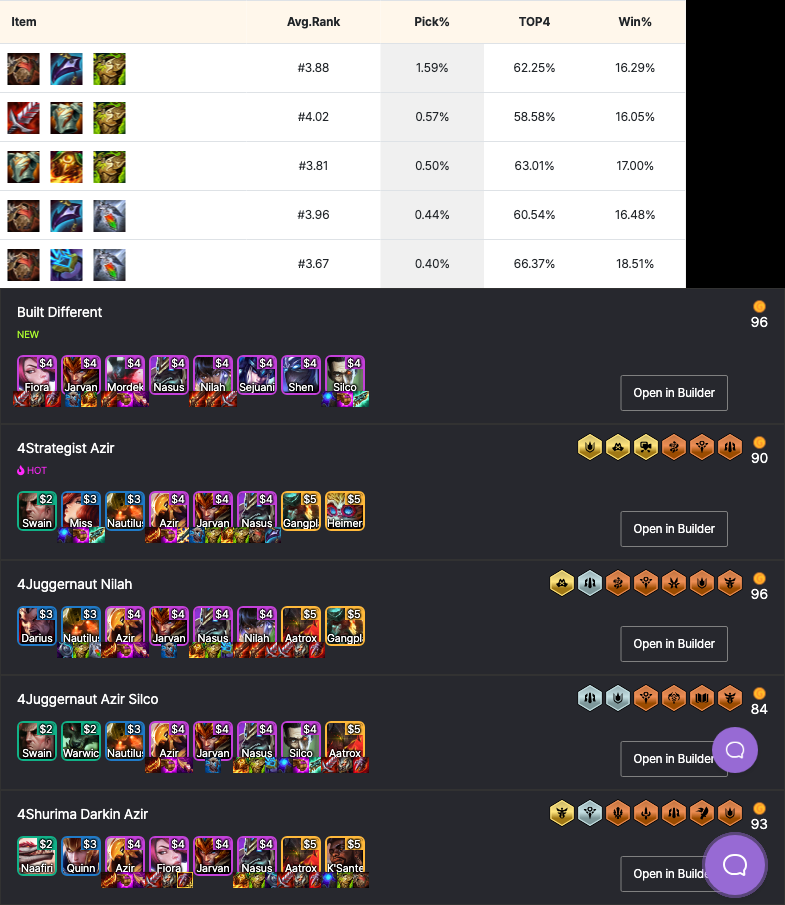 Item Avg.Rank Pick% TOP4 Win%
#3.88 1.59% 62.25% 16.29%
#4.02 0.57% 58.58% 16.05%
#3.81 0.50% 63.01% 17.00%
#3.96 0.44% 60.54% 16.48%
#3.67 0.40% 66.37% 18.51%
Built Different
96
NEW
$4 $4 $4 $4 $4 $4 $4 $4
Fiora Jarvan Mordek Nasus Nilah Sejuani Shen Silco
Open in Builder
4Strategist Azir
90
HOT
$2 $3 $3 $4 $4 $4 $5 $5
Swain Miss Nautilus Azir Jarvan Nasus Gangpl Heimer
Open in Builder
4Juggernaut Nilah
96
$3 $3 $4 $4 $4 $4 $5 $5
Darius Nautilus Azir Jarvan Nasus Nilah Aatrox Gangpl
Open in Builder
4Juggernaut Azir Silco
84
$2 $2 $3 $4 $4 $4 $4 $5
Swain Warwic Nautilus Azir Jarvan Nasus Silco Aatrox
Open in Builder
4Shurima Darkin Azir
93
$2 $3 $4 $4 $4 $4 $5 $5
Naafiri Quinn Azir Fiora Jarvan Nasus Aatrox K'Sante
Open in Builde